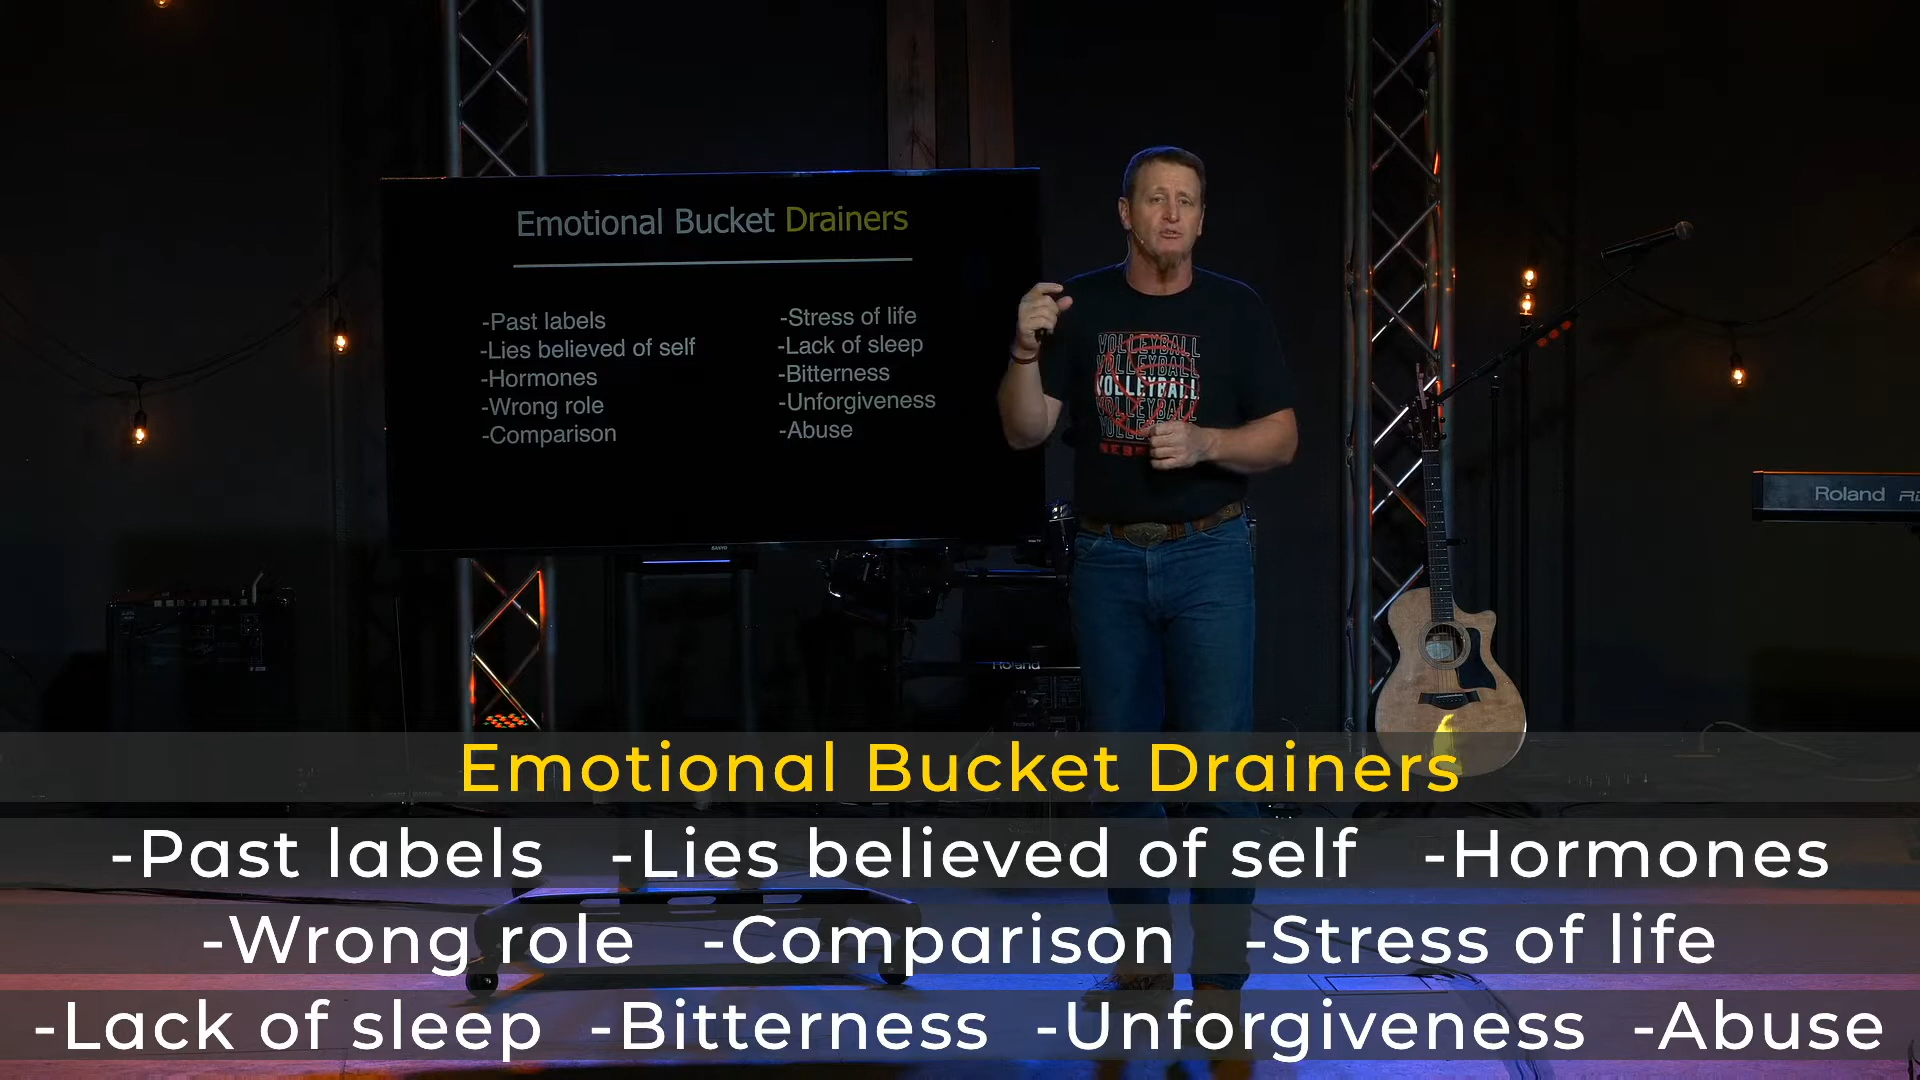 Emotional Bucket Drainers
-Past labels
-Lies believed of self
-Hormones
-Wrong role
-Comparison
-Stress of life
-Lack of sleep
-Bitterness
-Unforgiveness
-Abuse
SANYO
VOLLEYBALL
VOLLEYBALL
VOLLEYBALL
VOLLEYBALL
Roland
Roland
Emotional Bucket Drainers
-Past labels -Lies believed of self -Hormones
-Wrong role -Comparison -Stress of life
-Lack of sleep -Bitterness -Unforgiveness -Abuse